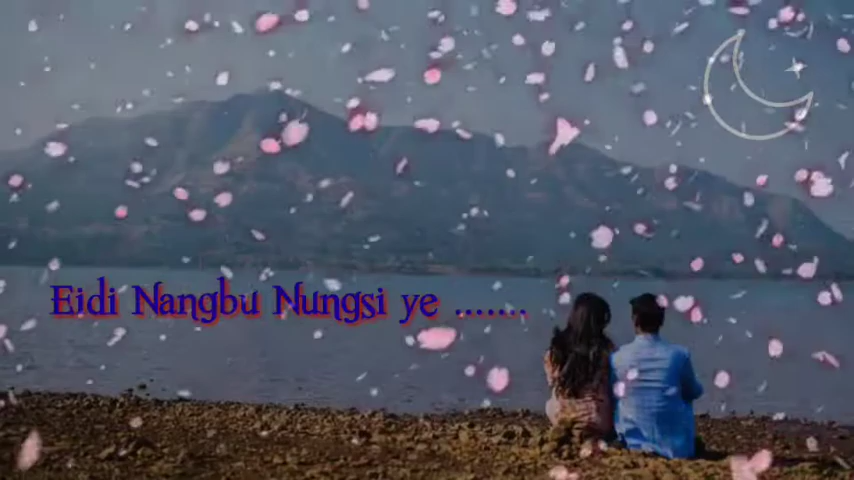 Eidi Nangbu Nungsi ye .......